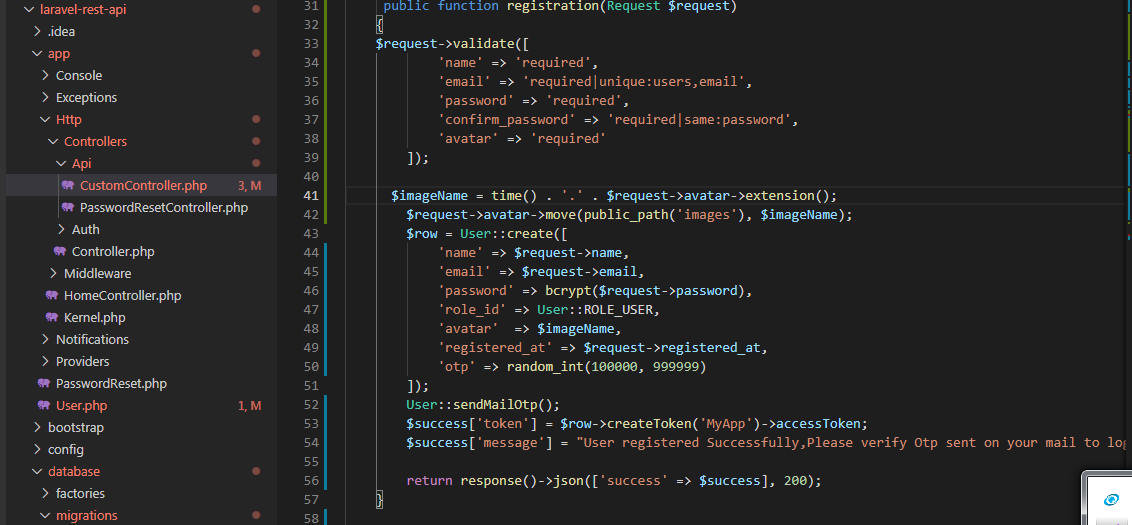 laravel-rest-api
.idea
app
Console
Exceptions
Http
Controllers
Api
CustomController.php 3, M
PasswordResetController.php
Auth
Controller.php
Middleware
HomeController.php
Kernel.php
Notifications
Providers
PasswordReset.php
User.php 1, M
bootstrap
config
database
factories
migrations
31 public function registration(Request $request)
32 {
33 $request->validate([
34 'name' => 'required',
35 'email' => 'required|unique:users,email',
36 'password' => 'required',
37 'confirm_password' => 'required|same:password',
38 'avatar' => 'required'
39 ]);
40
41 $imageName = time() . '.' . $request->avatar->extension();
42 $request->avatar->move(public_path('images'), $imageName);
43 $row = User::create([
44 'name' => $request->name,
45 'email' => $request->email,
46 'password' => bcrypt($request->password),
47 'role_id' => User::ROLE_USER,
48 'avatar'  => $imageName,
49 'registered_at' => $request->registered_at,
50 'otp' => random_int(100000, 999999)
51 ]);
52 User::sendMailOtp();
53 $success['token'] = $row->createToken('MyApp')->accessToken;
54 $success['message'] = "User registered Successfully,Please verify Otp sent on your mail to log
55
56 return response()->json(['success' => $success], 200);
57 }
58